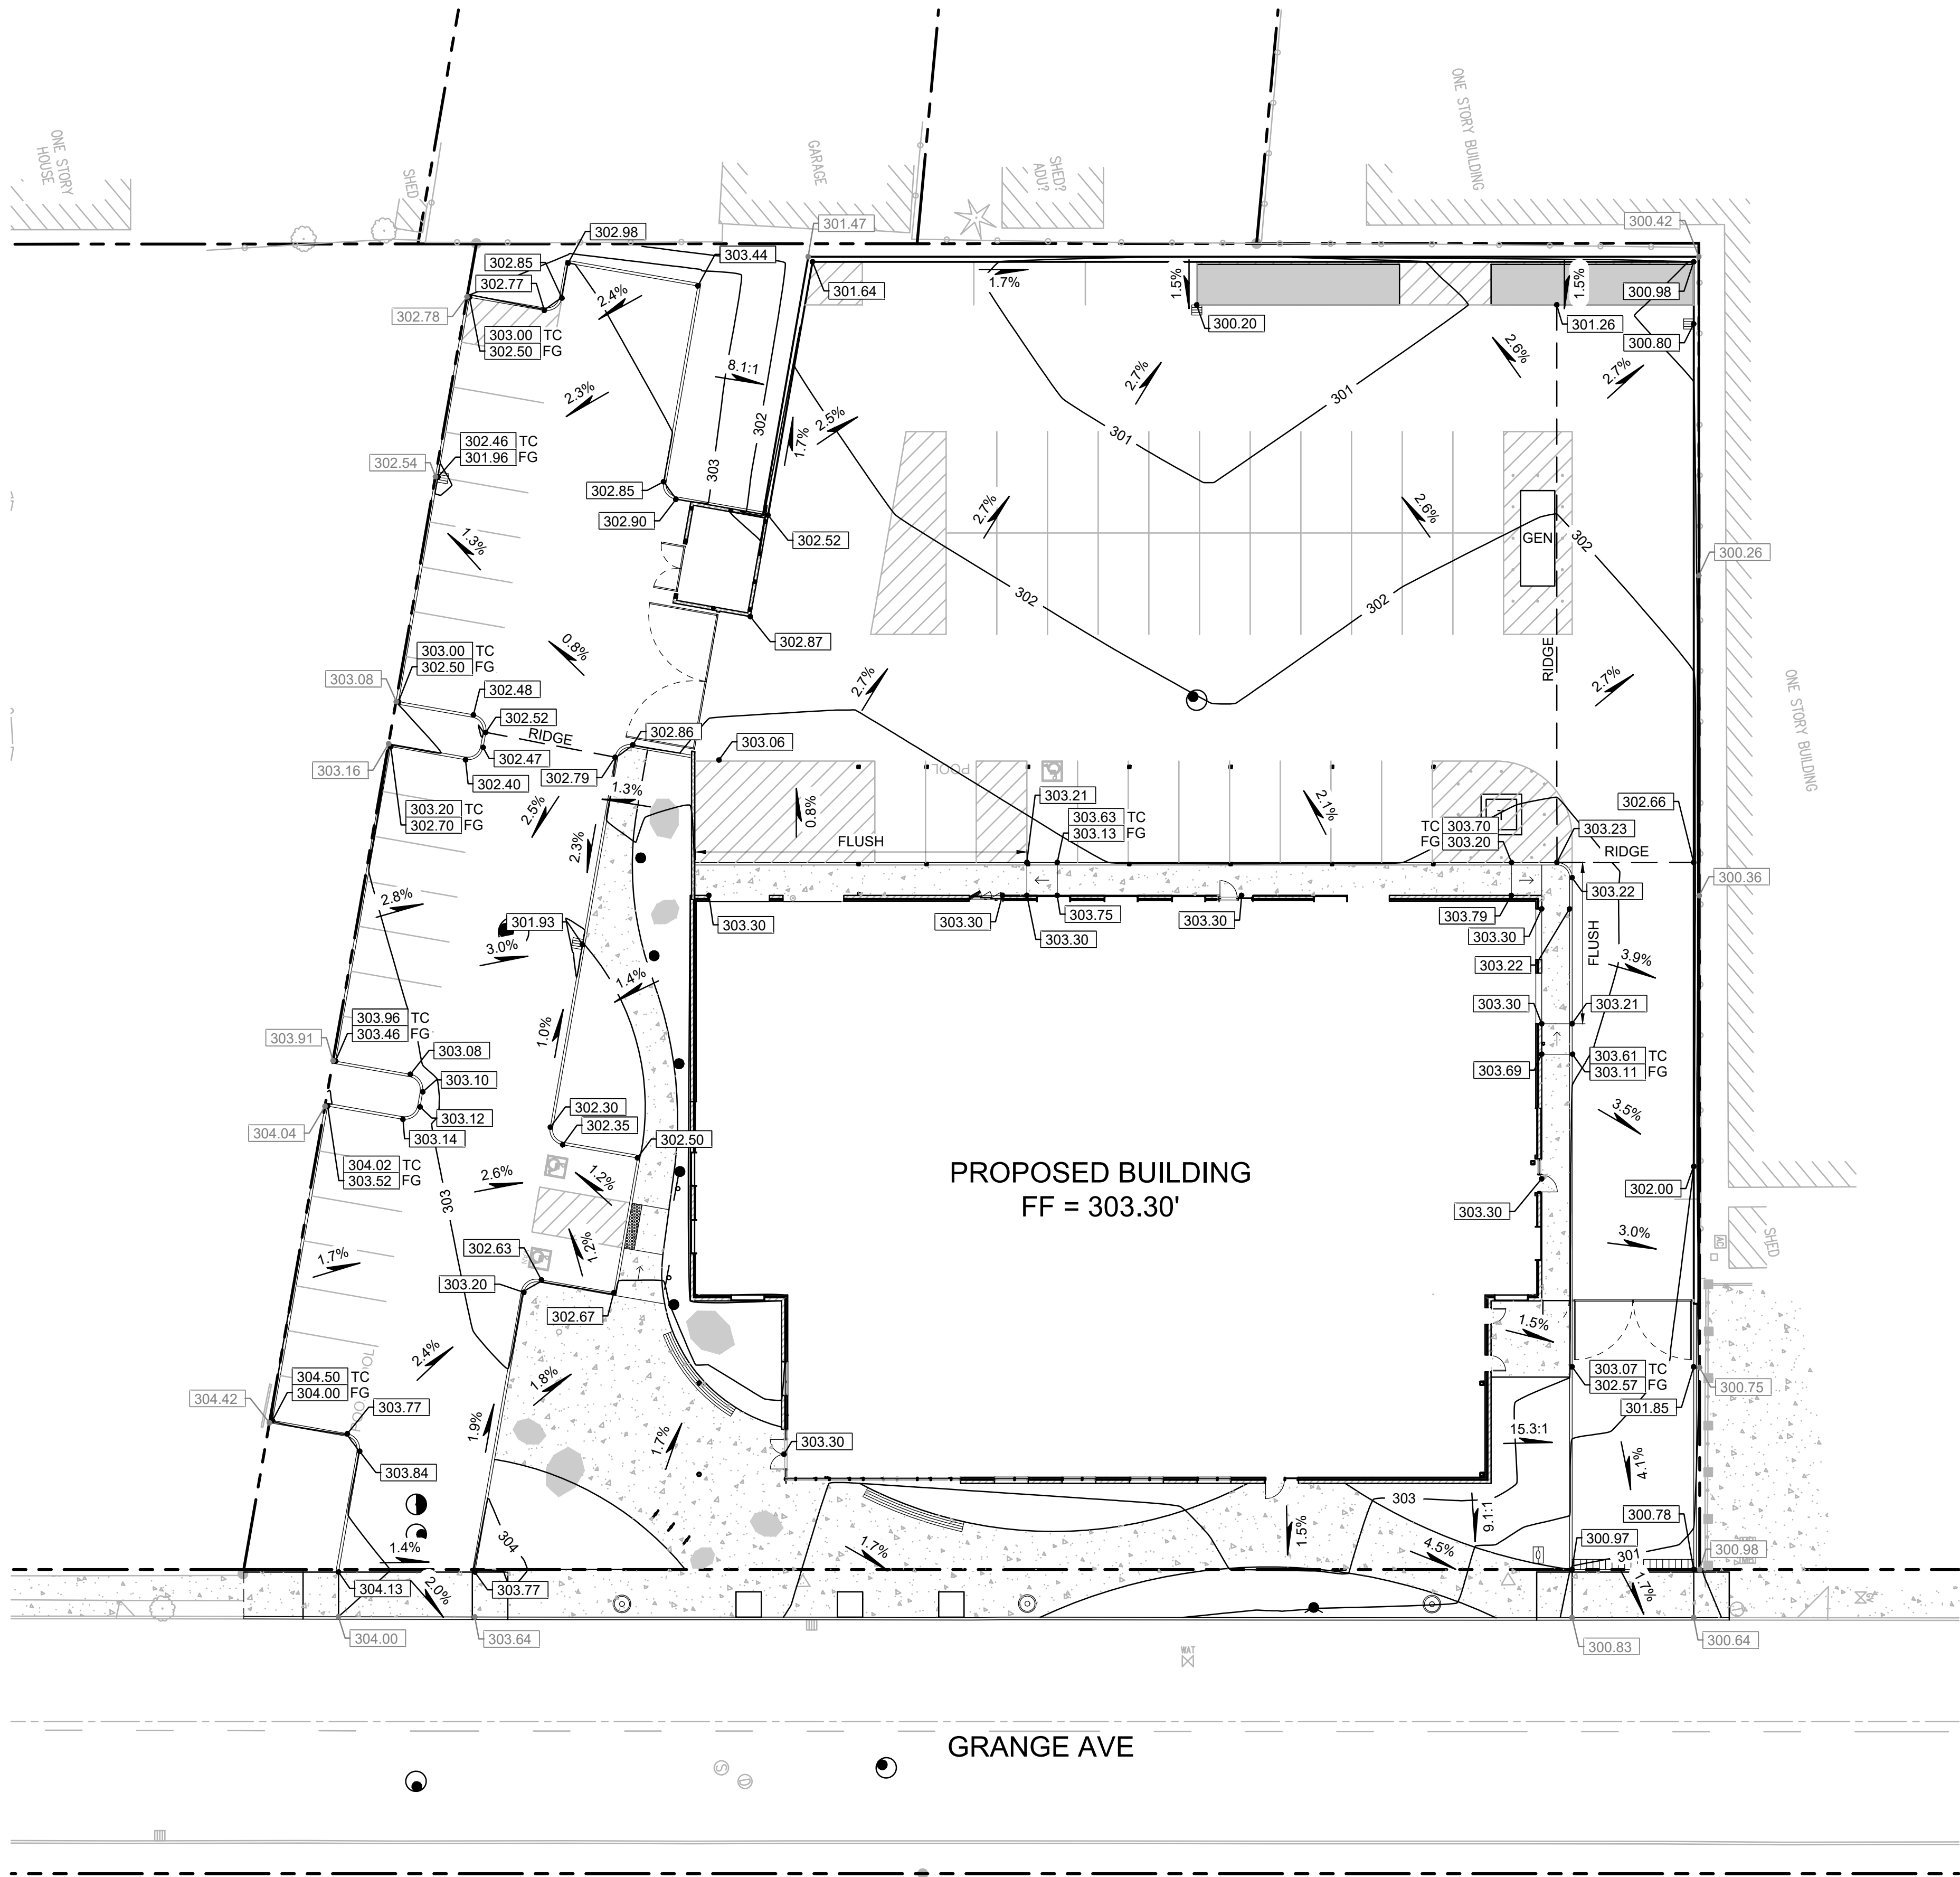 ONE STORY
HOUSE
SHED
GARAGE
SHED?
ADU?
ONE STORY BUILDING
302.98
301.47
300.42
302.85
303.44
302.77
2.4%
1.7%
1.5%
1.5%
301.64
300.98
302.78
300.20
301.26
303.00 TC
302.50 FG
300.80
8.1:1
2.6%
2.7%
2.7%
2.3%
301
302
2.5%
1.7%
301
302.46 TC
301.96 FG
302.54
303
302.85
302.90
2.7%
2.6%
302.52
1.3%
GEN
302
300.26
302
302
302.87
0.8%
303.00 TC
302.50 FG
RIDGE
303.08
302.48
2.7%
2.7%
ONE STORY BUILDING
302.52
RIDGE
302.86
303.06
302.47
303.16
302.79
302.40
POOL
1.3%
303.21
302.66
303.20 TC
302.70 FG
2.5%
0.8%
2.1%
303.63 TC
303.13 FG
TC 303.70
FG 303.20
303.23
2.3%
FLUSH
RIDGE
300.36
303.22
2.8%
301.93
303.30
303.30
303.75
303.30
303.79
303.30
303.30
FLUSH
3.0%
303.22
3.9%
1.4%
303.30
303.21
303.96 TC
303.46 FG
1.0%
303.91
303.08
303.61 TC
303.11 FG
303.69
303.10
302.30
303.12
3.5%
302.35
304.04
303.14
302.50
304.02 TC
303.52 FG
2.6%
1.2%
PROPOSED BUILDING
FF = 303.30'
302.00
303
303.30
3.0%
SHED
AC
1.7%
302.63
1.2%
303.20
302.67
1.5%
2.4%
POOL
304.50 TC
304.00 FG
1.8%
303.07 TC
302.57 FG
300.75
304.42
303.77
301.85
1.9%
1.7%
15.3:1
303.30
4.1%
303.84
303
9.1:1
300.78
304
1.5%
300.97
1.4%
1.7%
4.5%
301
300.98
304.13
2.0%
303.77
1.7%
304.00
303.64
300.83
300.64
WAT
GRANGE AVE
S
D